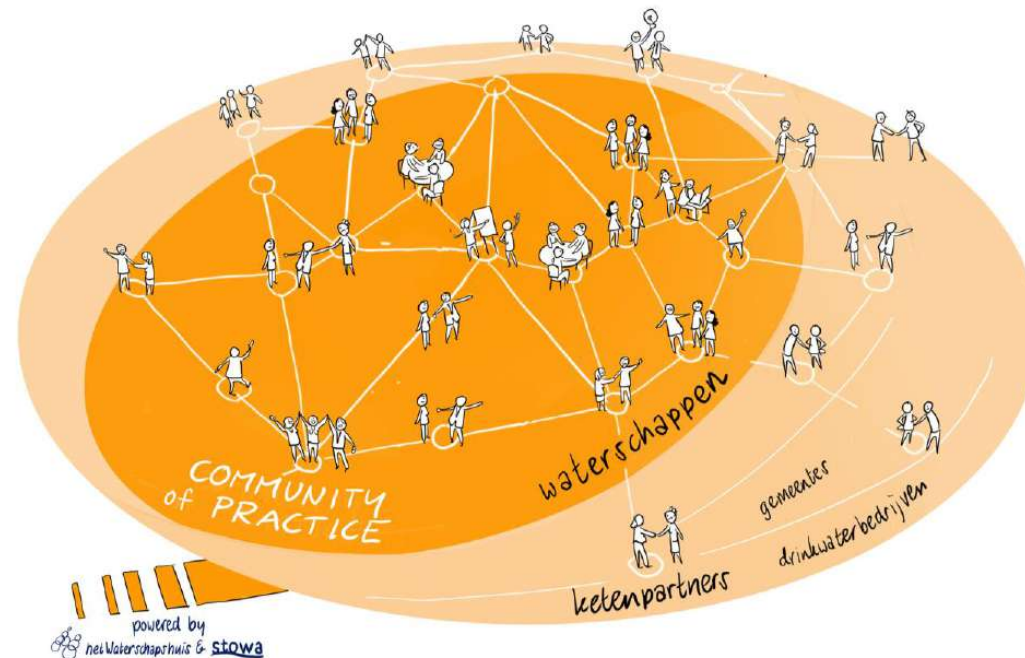 COMMUNITY
of PRACTICE
waterschappen
gemeentes
drinkwaterbedrijven
ketenpartners
powered by
hetWaterschapshuis & stowa